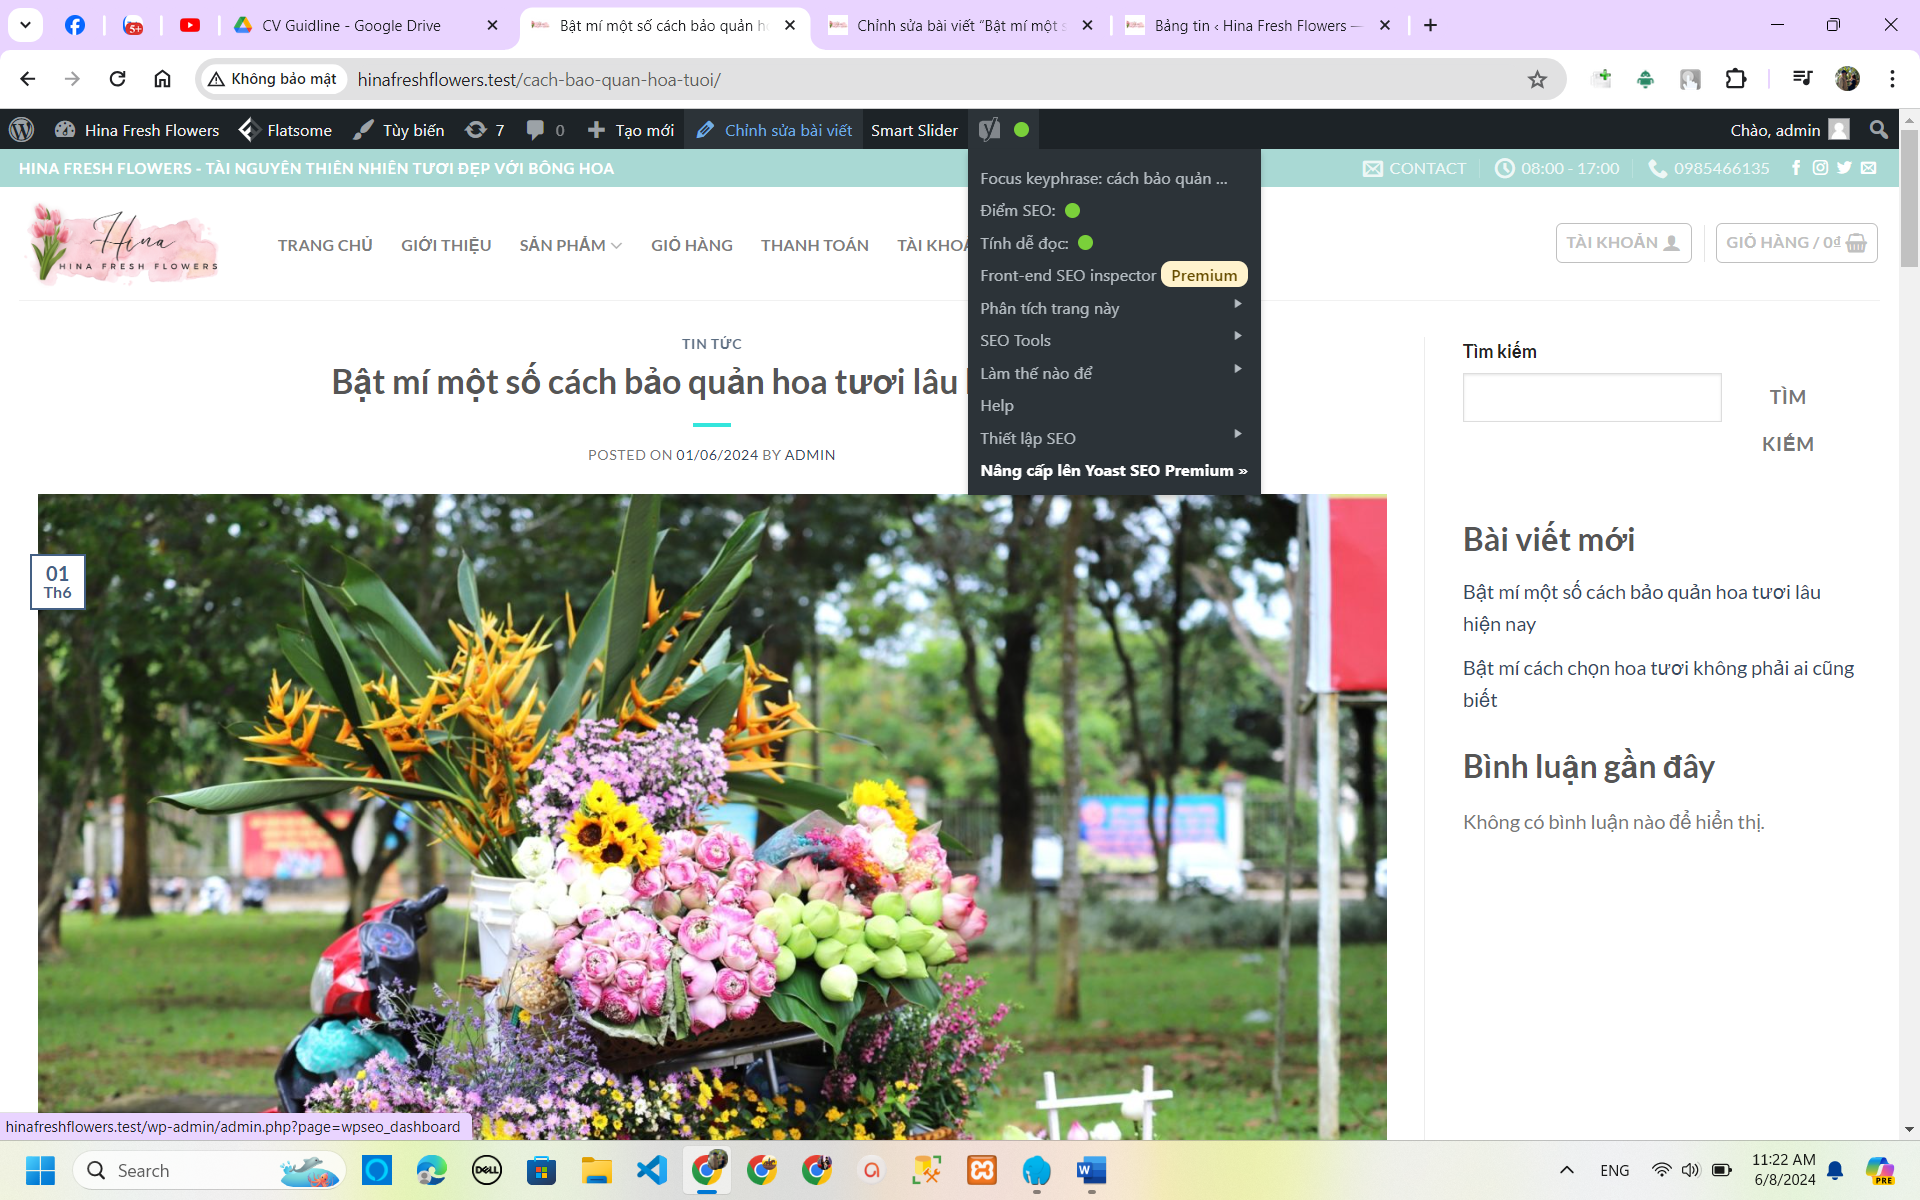 CV Guidline - Google Drive
Bật mí một số cách bảo quản h
Chỉnh sửa bài viết “Bật mí một s
Bảng tin ‹ Hina Fresh Flowers —
Không bảo mật
hinafreshflowers.test/cach-bao-quan-hoa-tuoi/
Hina Fresh Flowers
Flatsome
Tùy biến
7
0
Tạo mới
Chỉnh sửa bài viết
Smart Slider
Chào, admin
HINA FRESH FLOWERS - TÀI NGUYÊN THIÊN NHIÊN TƯƠI ĐẸP VỚI BÔNG HOA
CONTACT
08:00 - 17:00
0985466135
Focus keyphrase: cách bảo quản ...
Điểm SEO:
Tính dễ đọc:
Front-end SEO inspector Premium
Phân tích trang này
SEO Tools
Làm thế nào để
Help
Thiết lập SEO
Nâng cấp lên Yoast SEO Premium »
Hina
HINA FRESH FLOWERS
TRANG CHỦ
GIỚI THIỆU
SẢN PHẨM
GIỎ HÀNG
THANH TOÁN
TÀI KHOẢ
TÀI KHOẢN
GIỎ HÀNG / 0₫
TIN TỨC
Bật mí một số cách bảo quản hoa tươi lâu
POSTED ON 01/06/2024 BY ADMIN
01
Th6
Tìm kiếm
TÌM
KIẾM
Bài viết mới
Bật mí một số cách bảo quản hoa tươi lâu
hiện nay
Bật mí cách chọn hoa tươi không phải ai cũng
biết
Bình luận gần đây
Không có bình luận nào để hiển thị.
hinafreshflowers.test/wp-admin/admin.php?page=wpseo_dashboard
Search
DELL
ENG
11:22 AM
6/8/2024
PRE